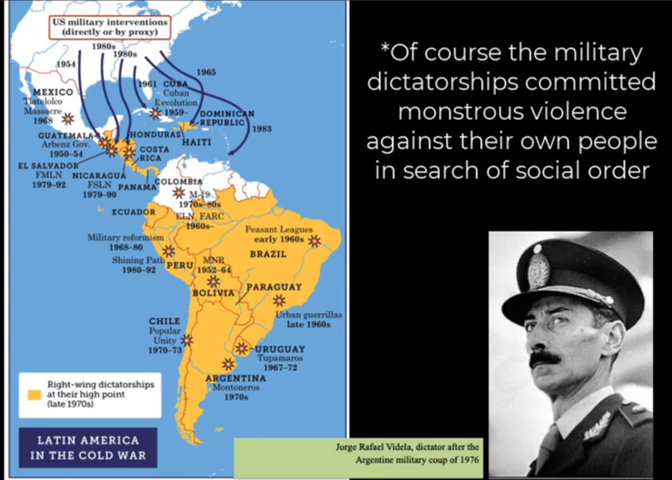 US military interventions
(directly or by proxy)
1980s
1980s
1954
1961
1965
1983
MEXICO
Tlatelolco
Massacre
1968
CUBA
Cuban
Revolution
1959–
DOMINICAN
REPUBLIC
HAITI
GUATEMALA
Arbenz Gov.
1950–54
HONDURAS
EL SALVADOR
FMLN
1979–92
COSTA
RICA
NICARAGUA
FSLN
1979–90
PANAMA
COLOMBIA
M-19
1970s–80s
ELN, FARC
1960s–
ECUADOR
Military reformism
1968–80
Shining Path
1980–92
PERU
Peasant Leagues
early 1960s
BRAZIL
MNR
1952–64
BOLIVIA
PARAGUAY
Urban guerrillas
late 1960s
CHILE
Popular
Unity
1970–73
URUGUAY
Tupamaros
1967–72
ARGENTINA
Montoneros
1970s
Right-wing dictatorships
at their high point
(late 1970s)
LATIN AMERICA
IN THE COLD WAR
*Of course the military
dictatorships committed
monstrous violence
against their own people
in search of social order
Jorge Rafael Videla, dictator after the
Argentine military coup of 1976